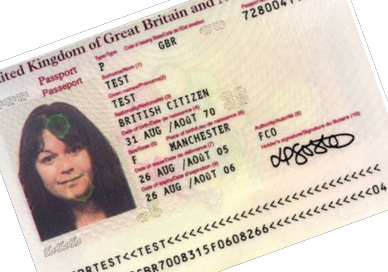 ited Kingdom of Great Britain and N
Passport
Passeport
Type/Type
Code of Issuing State/Code de l'Etat émetteur
Passport
P
GBR
7280047
Surname/Nom (1)
TEST
Given names/Prénoms (2)
TEST
Nationality/Nationalité (3)
BRITISH CITIZEN
Date of birth/Date de naissance (4)
31 AUG /AOÛT 70
Sex/Sexe (5)
Place of birth/Lieu de naissance (6)
F
MANCHESTER
Date of issue/Date de délivrance (7)
Authority/Autorité (8)
26 AUG /AOÛT 05
FCO
Date of expiry/Date d'expiration (9)
Holder's signature/Signature du titulaire (10)
26 AUG /AOÛT 06
PRTEST<<TEST<<<<<<<<<<<<<<<<<
GBR7008315F0608266<<<<<<<<<<